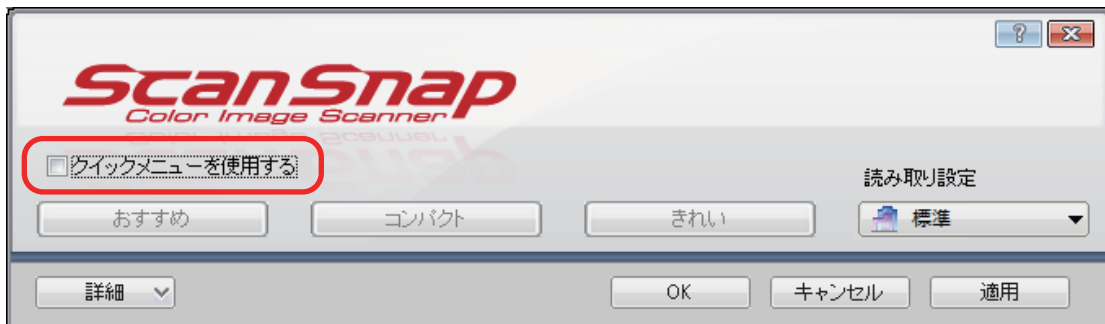 ScanSnap
Color Image Scanner
クイックメニューを使用する
読み取り設定
おすすめ コンパクト きれい 標準
詳細 OK キャンセル 適用